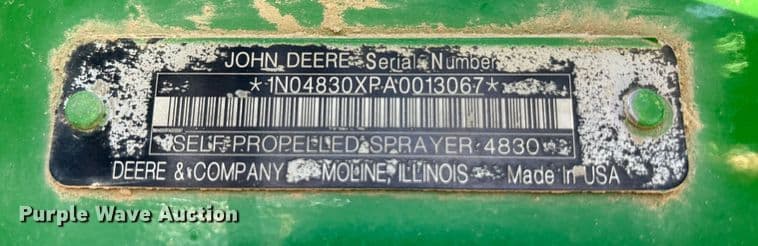 JOHN DEERE Serial Number
*1N04830XPA0013067*
SELF PROPELLED SPRAYER 4830
DEERE & COMPANY MOLINE, ILLINOIS Made In USA
Purple Wave Auction